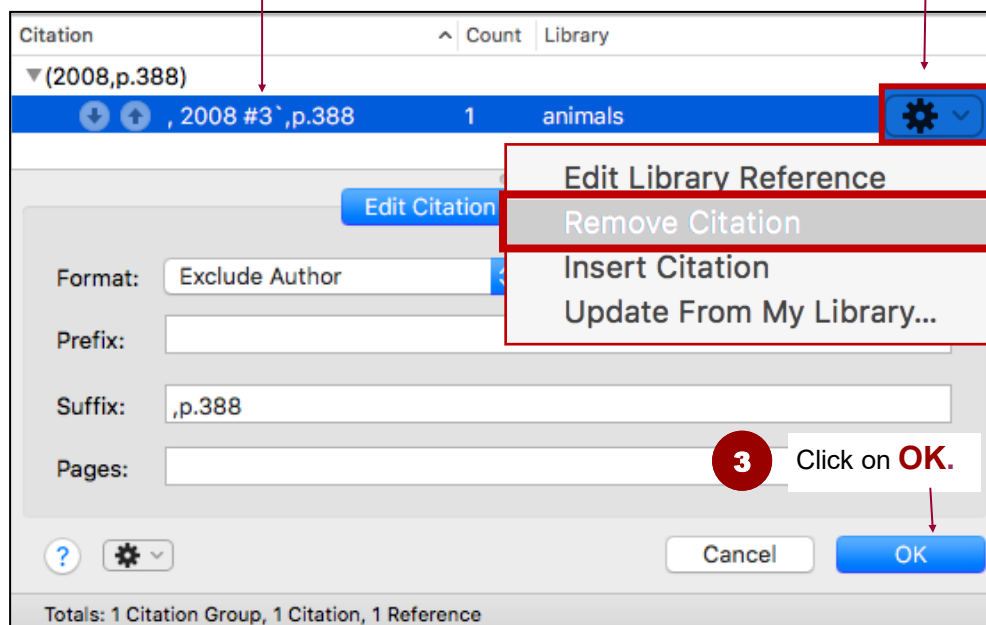 Citation Count Library
(2008,p.388)
, 2008 #3`,p.388 1 animals
Edit Library Reference
Edit Citation
Remove Citation
Insert Citation
Update From My Library...
Format: Exclude Author
Prefix:
Suffix: ,p.388
Pages:
3 Click on OK.
? Cancel OK
Totals: 1 Citation Group, 1 Citation, 1 Reference